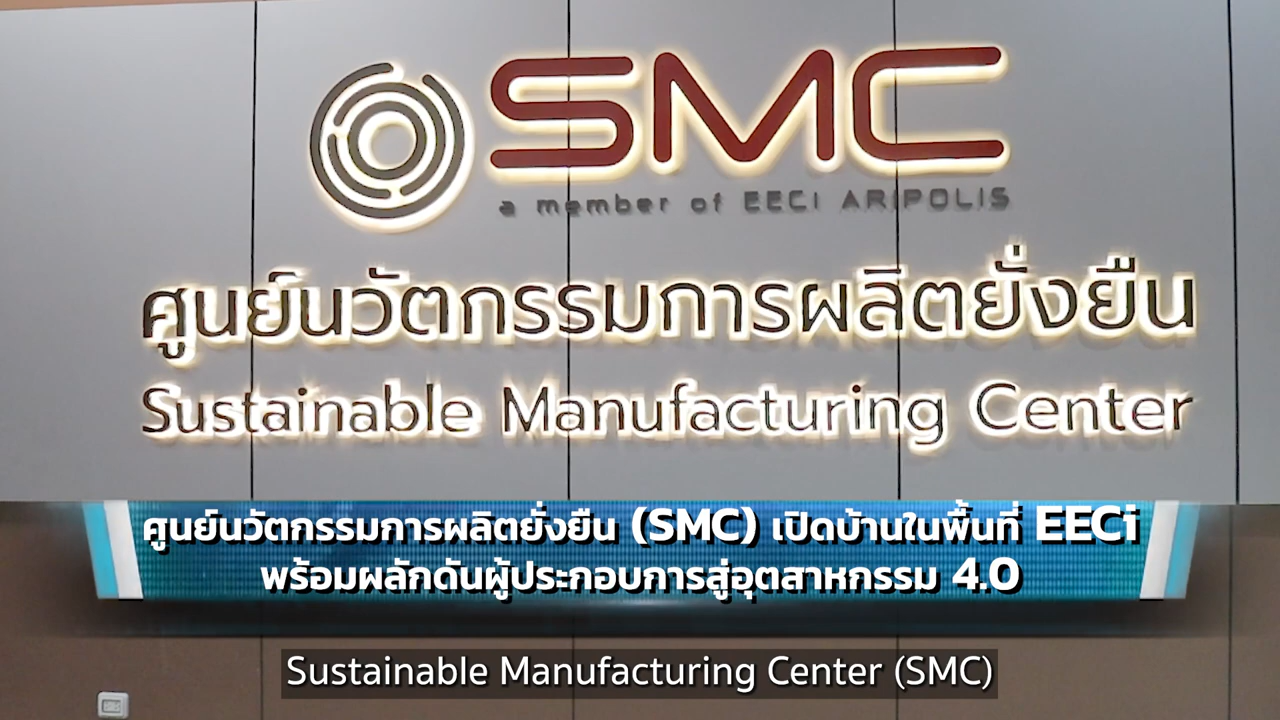 SMC
a member of EECI ARIPOLIS
ศูนย์นวัตกรรมการผลิตยั่งยืน
Sustainable Manufacturing Center
ศูนย์นวัตกรรมการผลิตยั่งยืน (SMC) เปิดบ้านในพื้นที่ EECi
พร้อมผลักดันผู้ประกอบการสู่อุตสาหกรรม 4.0
Sustainable Manufacturing Center (SMC)